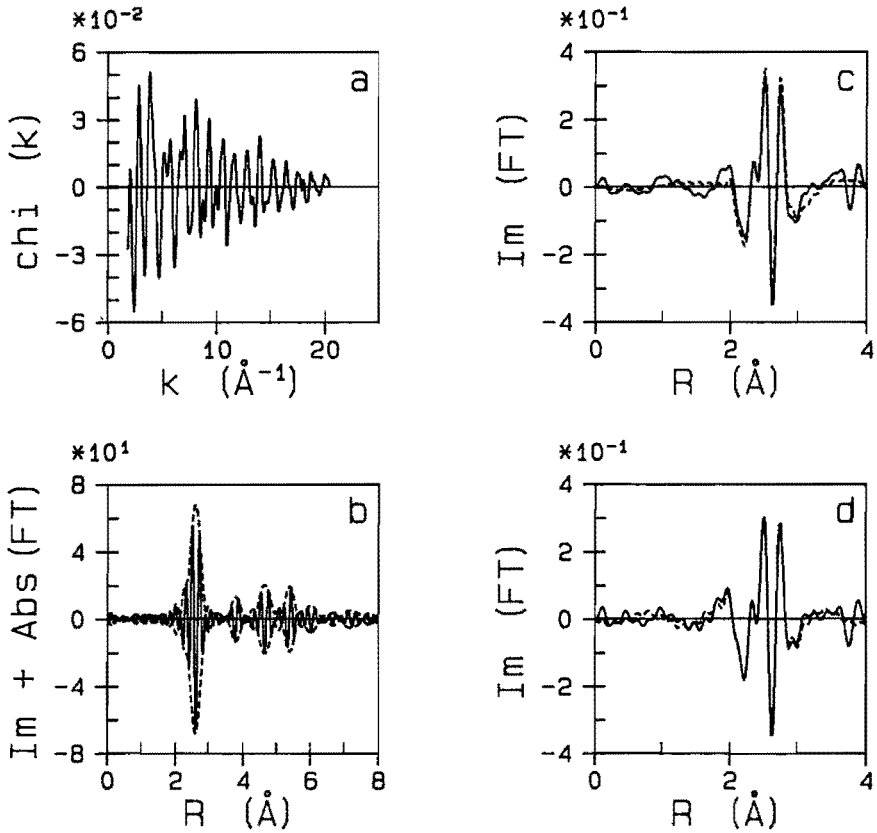 *10⁻²
6
3
0
-3
-6
chi (k)
a
0 10 20
k (Å⁻¹)
*10⁻¹
4
2
0
-2
-4
Im (FT)
c
0 2 4
R (Å)
*10¹
8
4
0
-4
-8
Im + Abs (FT)
b
0 2 4 6 8
R (Å)
*10⁻¹
4
2
0
-2
-4
Im (FT)
d
0 2 4
R (Å)